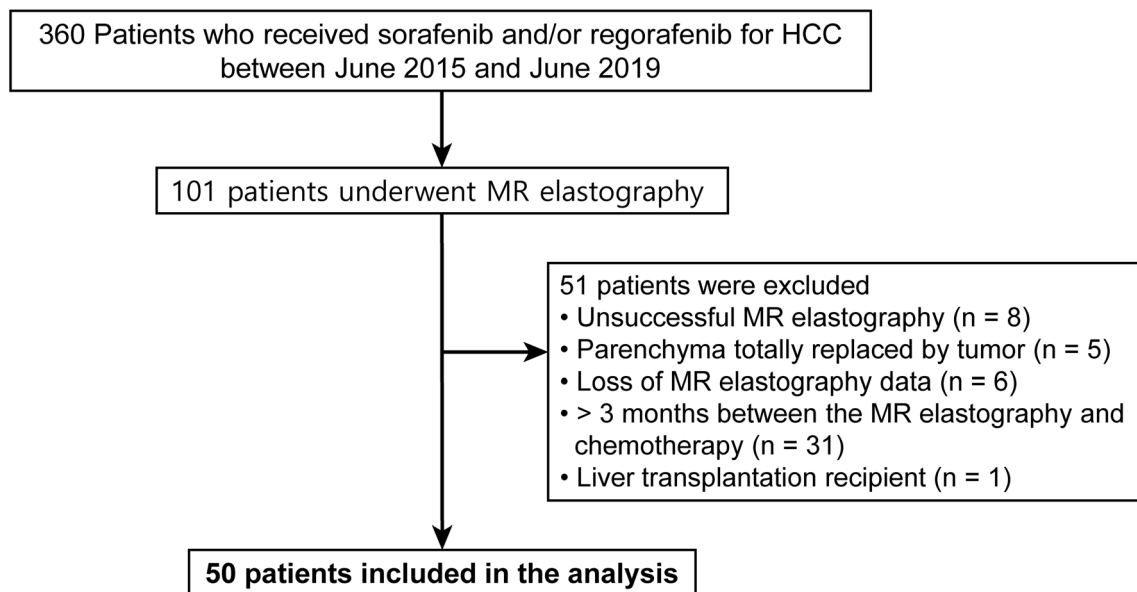 360 Patients who received sorafenib and/or regorafenib for HCC
between June 2015 and June 2019
101 patients underwent MR elastography
51 patients were excluded
• Unsuccessful MR elastography (n = 8)
• Parenchyma totally replaced by tumor (n = 5)
• Loss of MR elastography data (n = 6)
• > 3 months between the MR elastography and
chemotherapy (n = 31)
• Liver transplantation recipient (n = 1)
50 patients included in the analysis